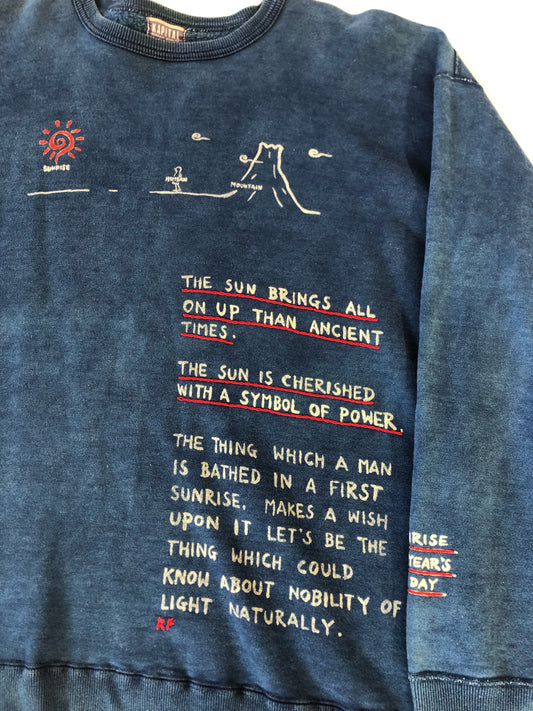 KAPITAL
SUNRISE
HUMAN
MOUNTAIN
THE SUN BRINGS ALL
ON UP THAN ANCIENT
TIMES.
THE SUN IS CHERISHED
WITH A SYMBOL OF POWER.
THE THING WHICH A MAN
IS BATHED IN A FIRST
SUNRISE. MAKES A WISH
UPON IT LET'S BE THE
THING WHICH COULD
KNOW ABOUT NOBILITY OF
LIGHT NATURALLY.
RF
RISE
YEAR'S
DAY